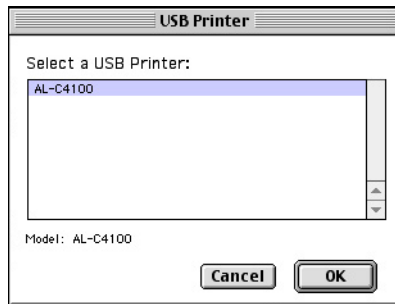 USB Printer
Select a USB Printer:
AL-C4100
Model: AL-C4100
Cancel OK